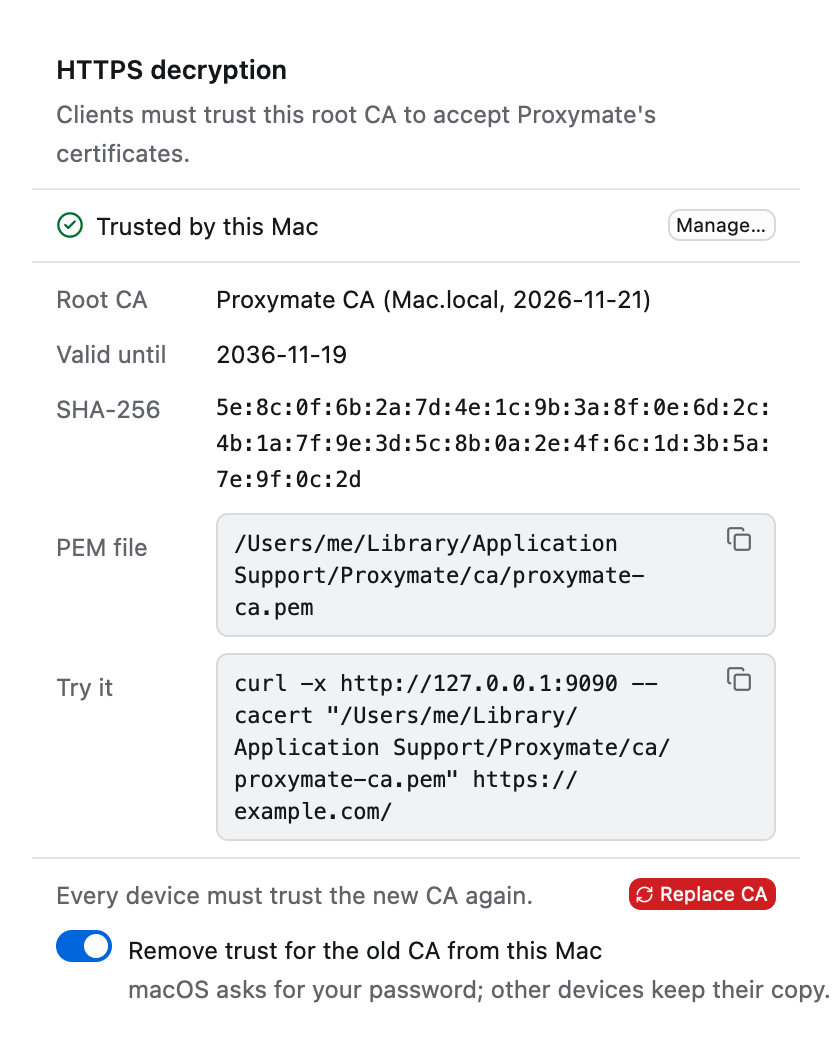 HTTPS decryption
Clients must trust this root CA to accept Proxymate's
certificates.
Trusted by this Mac
Manage...
Root CA
Proxymate CA (Mac.local, 2026-11-21)
Valid until
2036-11-19
SHA-256
5e:8c:0f:6b:2a:7d:4e:1c:9b:3a:8f:0e:6d:2c:
4b:1a:7f:9e:3d:5c:8b:0a:2e:4f:6c:1d:3b:5a:
7e:9f:0c:2d
PEM file
/Users/me/Library/Application
Support/Proxymate/ca/proxymate-
ca.pem
Try it
curl -x http://127.0.0.1:9090 --
cacert "/Users/me/Library/
Application Support/Proxymate/ca/
proxymate-ca.pem" https://
example.com/
Every device must trust the new CA again.
Replace CA
Remove trust for the old CA from this Mac
macOS asks for your password; other devices keep their copy.